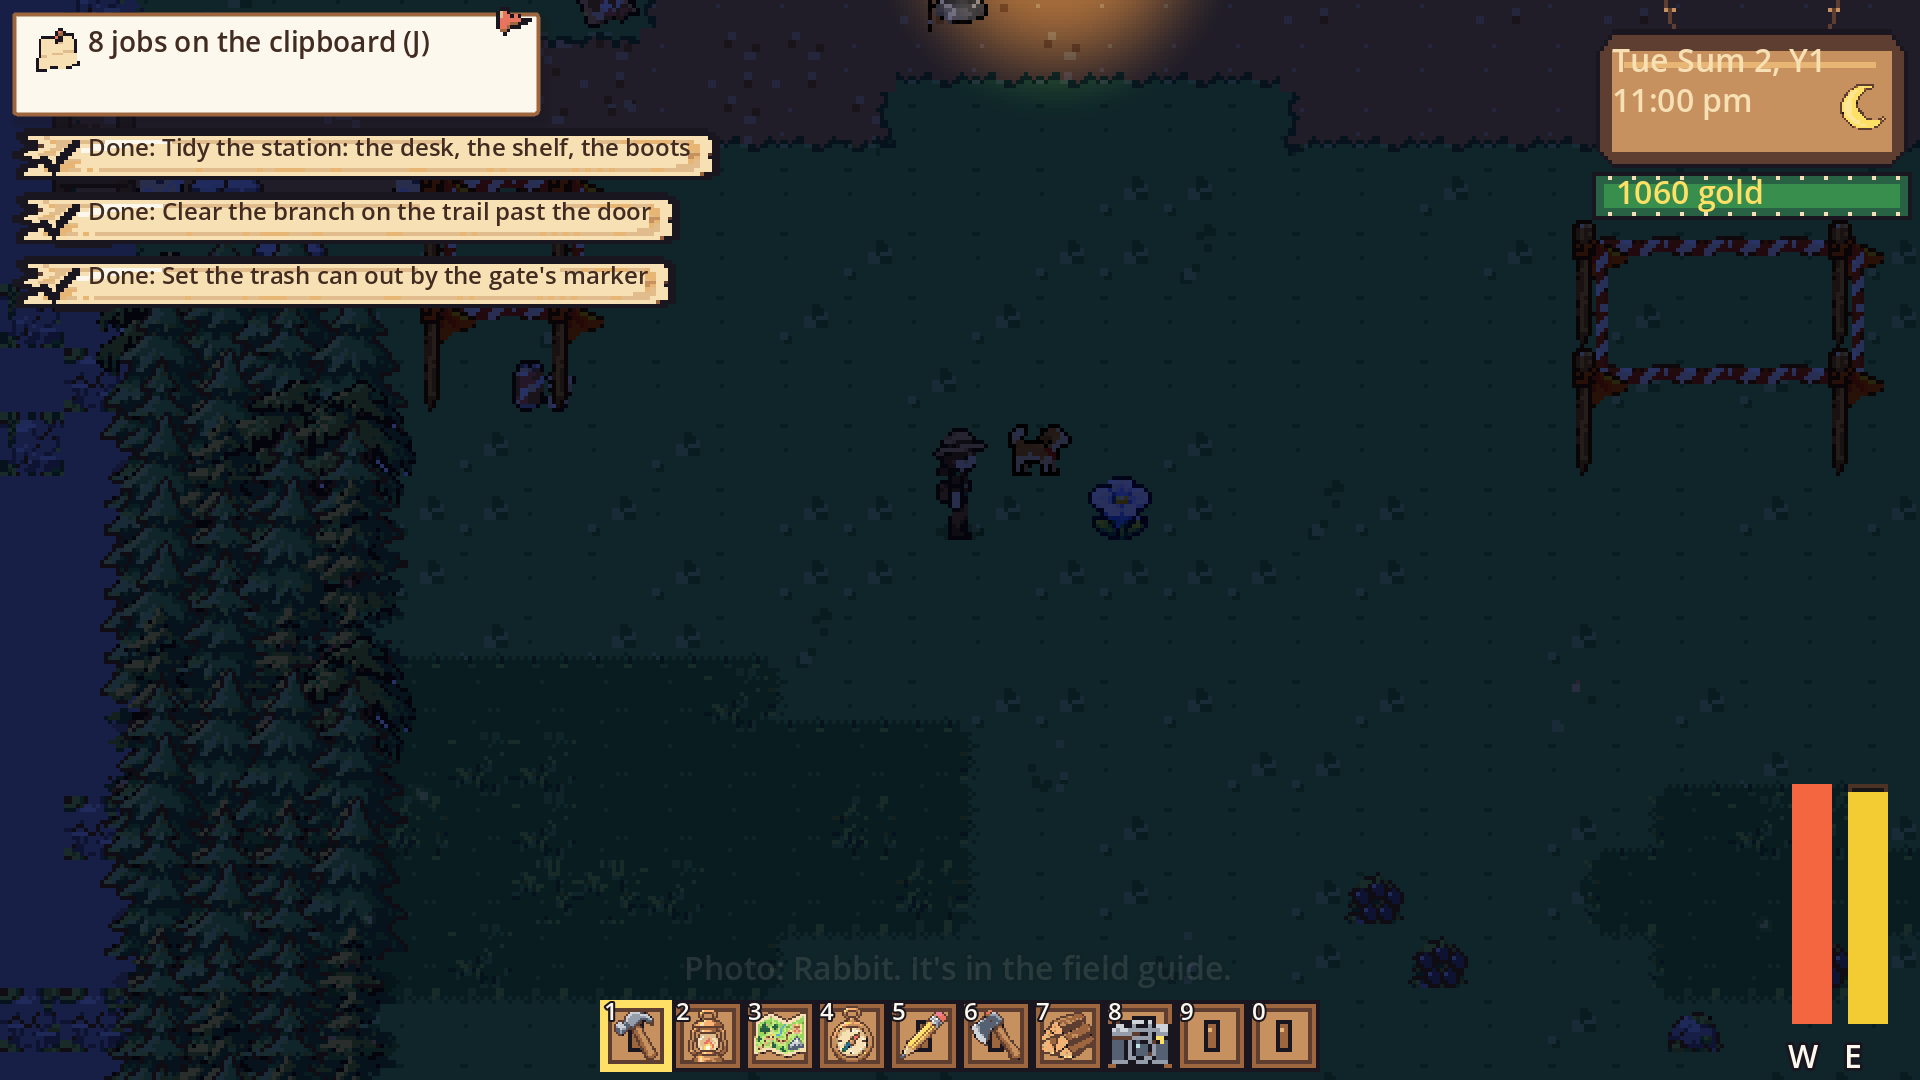 8 jobs on the clipboard (J)
Done: Tidy the station: the desk, the shelf, the boots
Done: Clear the branch on the trail past the door
Done: Set the trash can out by the gate's marker
Tue Sum 2, Y1
11:00 pm
1060 gold
Photo: Rabbit. It's in the field guide.
1 2 3 4 5 6 7 8 9 0
W E